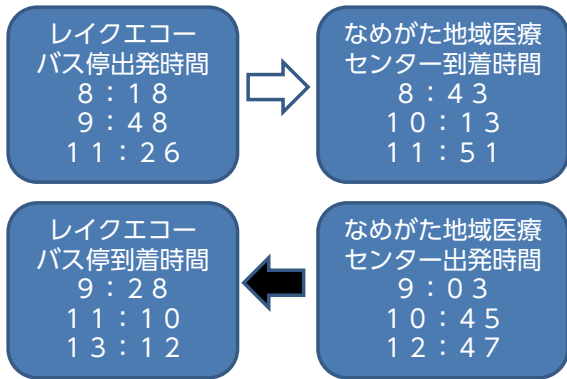 レイクエコー
バス停出発時間
８：１８
９：４８
１１：２６
なめがた地域医療
センター到着時間
８：４３
１０：１３
１１：５１
レイクエコー
バス停到着時間
９：２８
１１：１０
１３：１２
なめがた地域医療
センター出発時間
９：０３
１０：４５
１２：４７